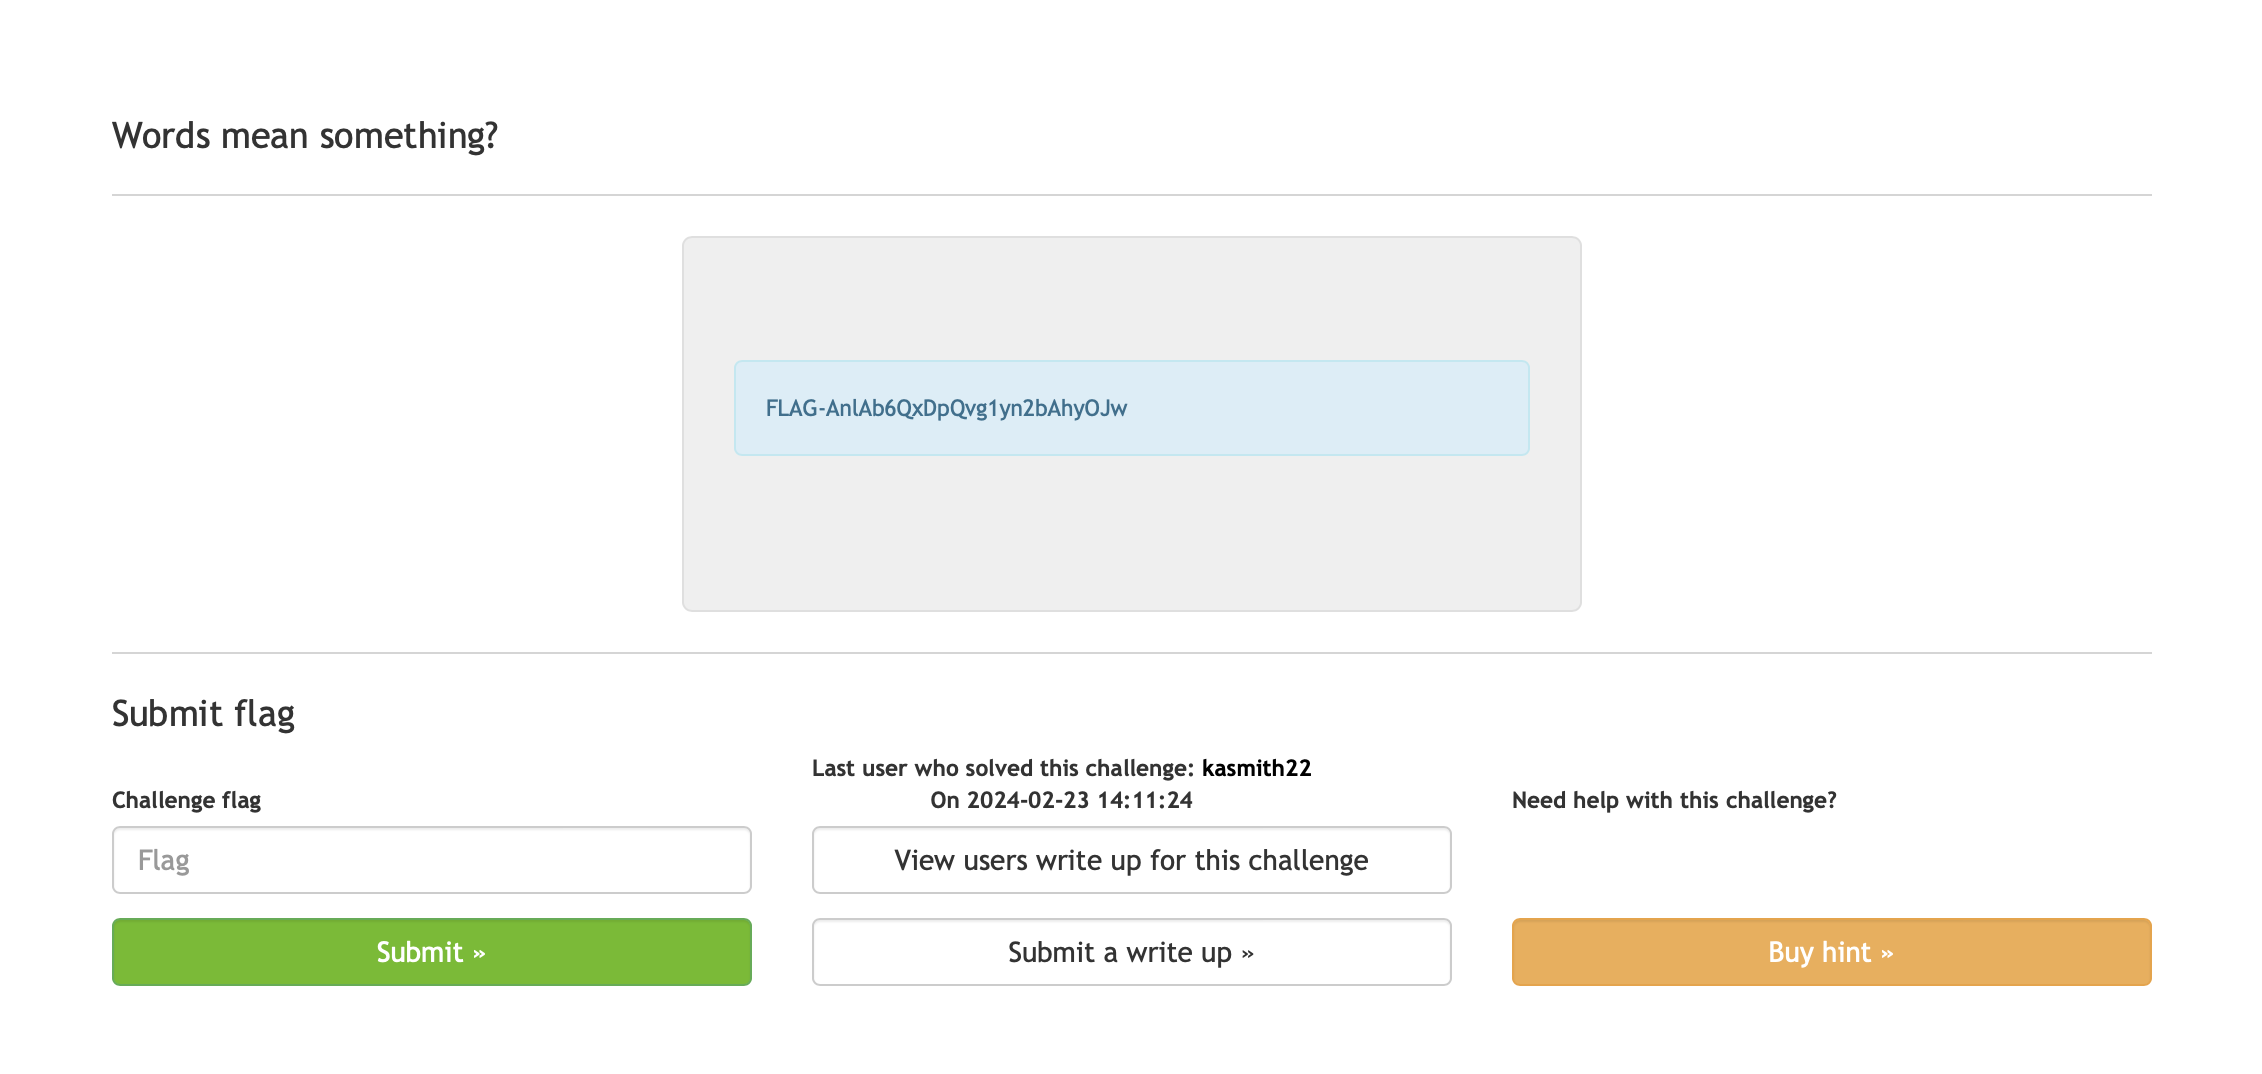 Words mean something?
FLAG-AnlAb6QxDpQvg1yn2bAhyOJw
Submit flag
Last user who solved this challenge: kasmith22
On 2024-02-23 14:11:24
Challenge flag
Need help with this challenge?
Flag
View users write up for this challenge
Submit »
Submit a write up »
Buy hint »